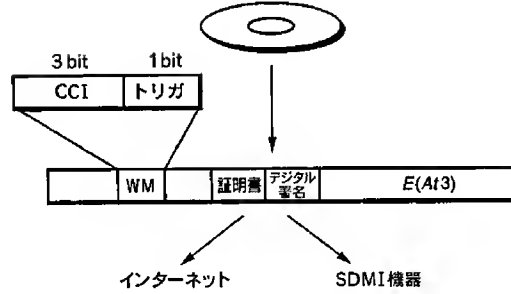 3 bit
1 bit
CCI
トリガ
WM
証明書
デジタル
署名
E(At3)
インターネット
SDMI機器